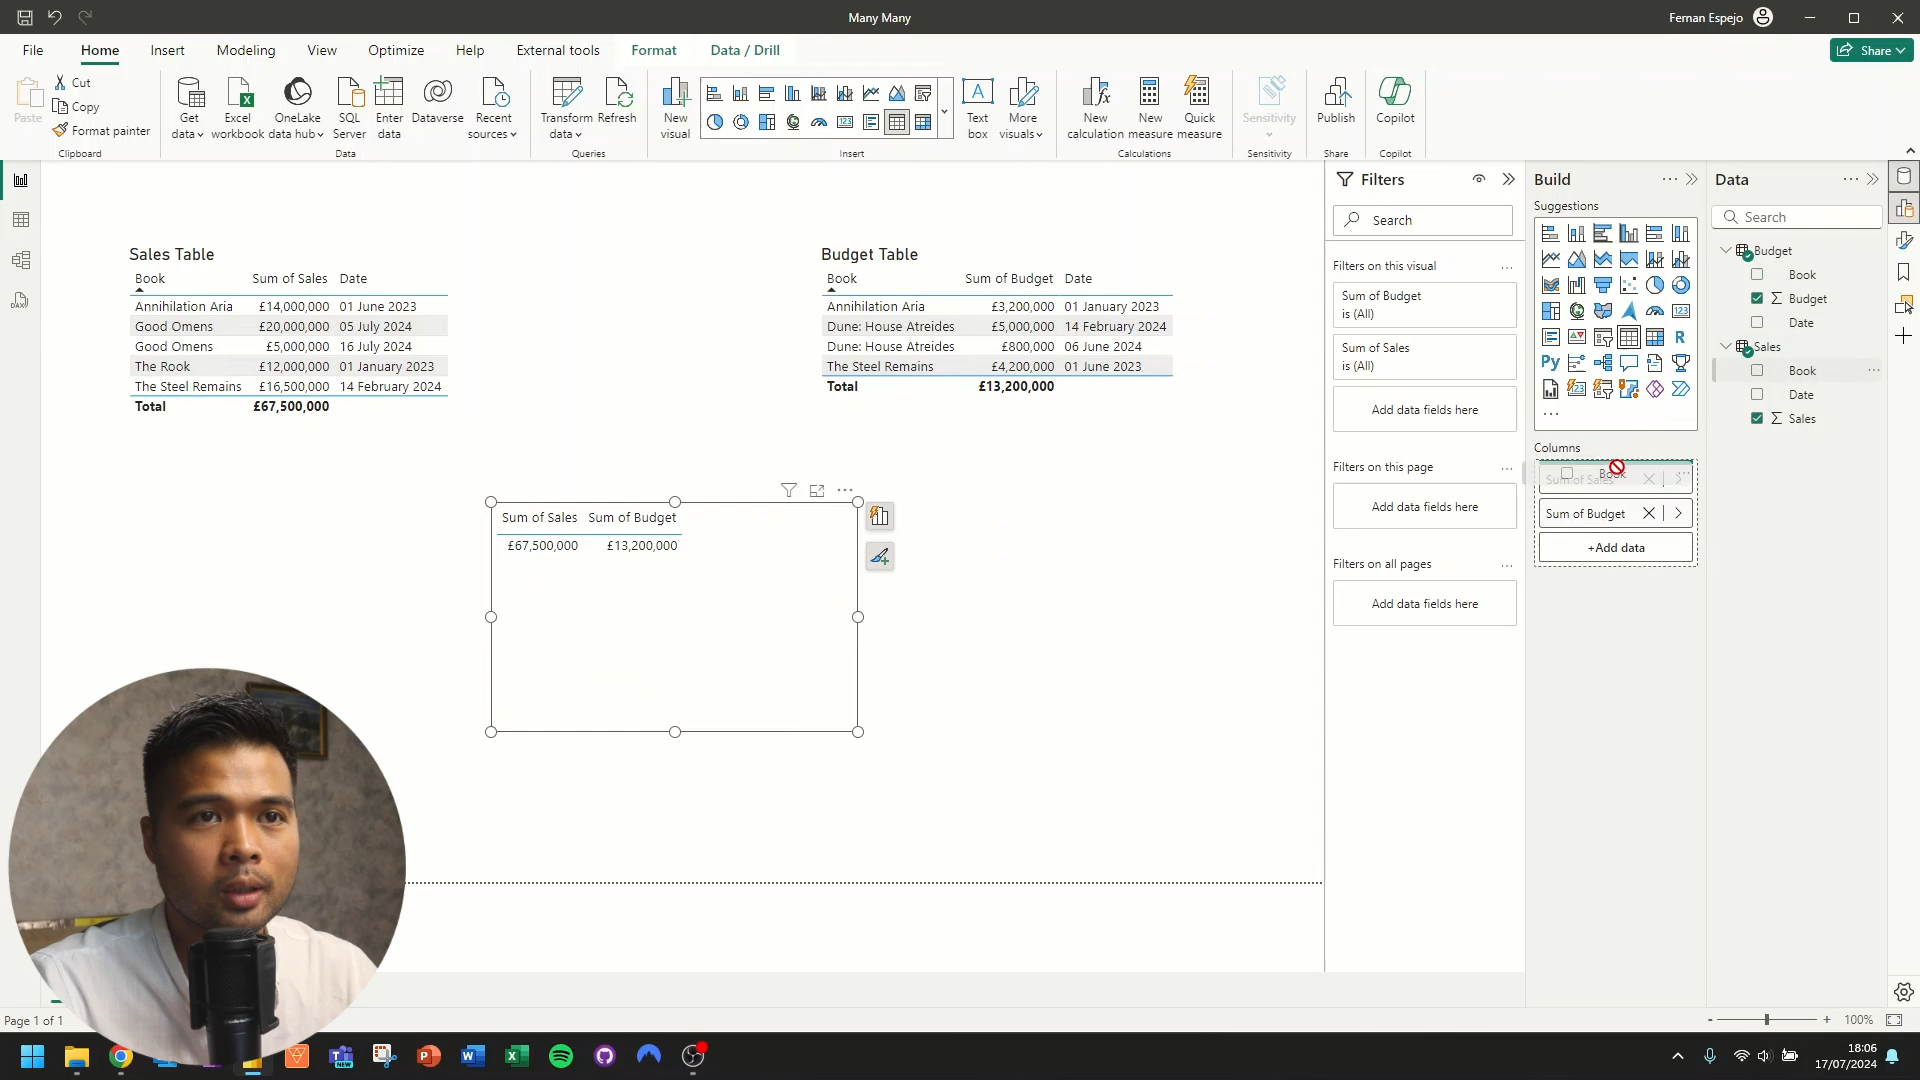 Many Many
Fernan Espejo
File Home Insert Modeling View Optimize Help External tools Format Data / Drill
Share
Paste
Cut
Copy
Format painter
Clipboard
Get data
Excel workbook
OneLake data hub
SQL Server
Enter data
Dataverse
Recent sources
Data
Transform data
Refresh
Queries
New visual
Text box
More visuals
Insert
New calculation
New measure
Quick measure
Calculations
Sensitivity
Sensitivity
Publish
Share
Copilot
Copilot
Sales Table
Book Sum of Sales Date
Annihilation Aria £14,000,000 01 June 2023
Good Omens £20,000,000 05 July 2024
Good Omens £5,000,000 16 July 2024
The Rook £12,000,000 01 January 2023
The Steel Remains £16,500,000 14 February 2024
Total £67,500,000
Budget Table
Book Sum of Budget Date
Annihilation Aria £3,200,000 01 January 2023
Dune: House Atreides £5,000,000 14 February 2024
Dune: House Atreides £800,000 06 June 2024
The Steel Remains £4,200,000 01 June 2023
Total £13,200,000
Sum of Sales Sum of Budget
£67,500,000 £13,200,000
Filters
Search
Filters on this visual
Sum of Budget
is (All)
Sum of Sales
is (All)
Add data fields here
Filters on this page
Add data fields here
Filters on all pages
Add data fields here
Build
Suggestions
R
Py
Columns
Book
Sum of Sales
Sum of Budget
+Add data
Data
Search
Budget
Book
Budget
Date
Sales
Book
Date
Sales
Page 1 of 1
- + 100%
18:06
17/07/2024